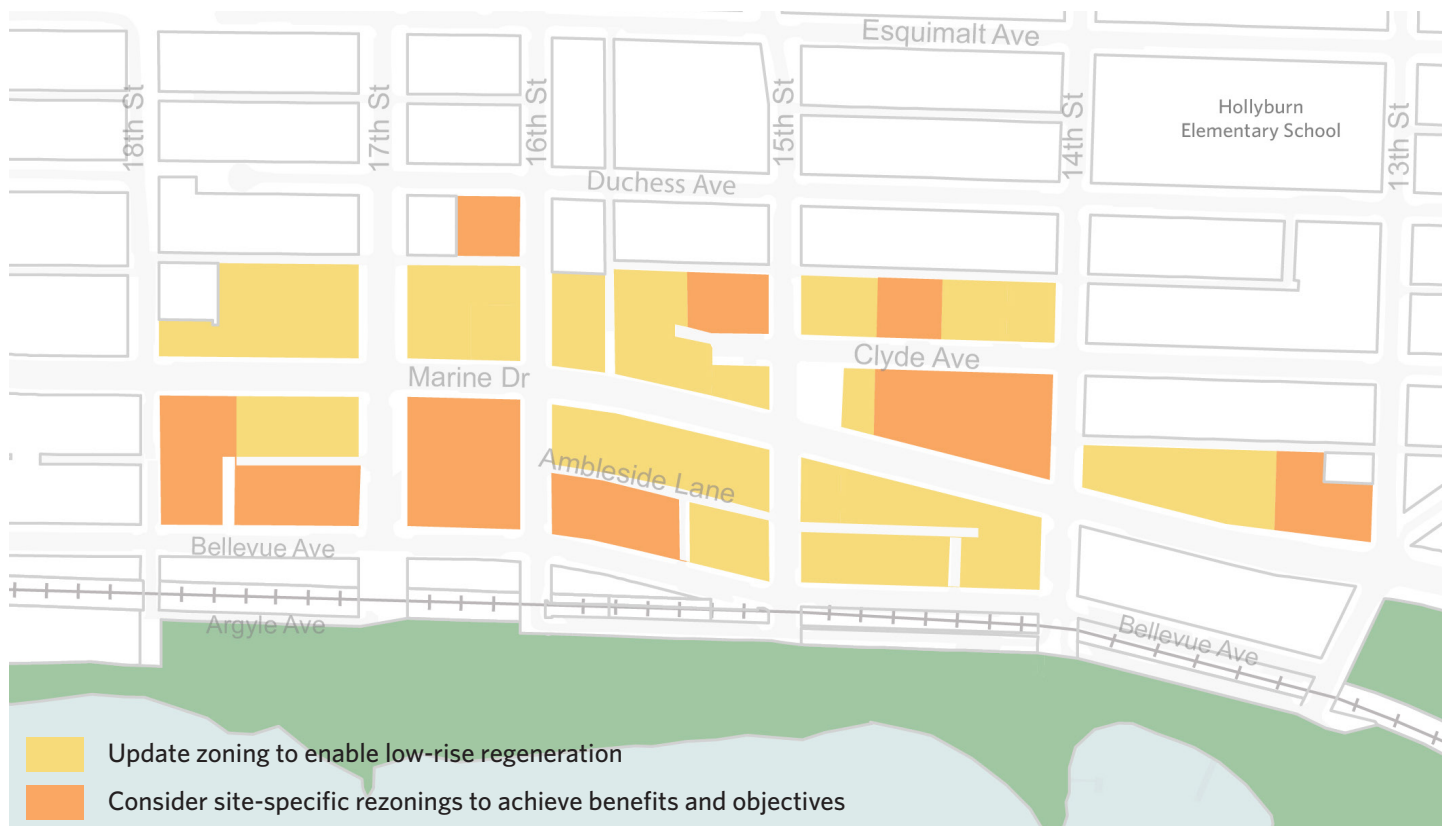 Esquimalt Ave
Hollyburn
Elementary School
18th St
17th St
16th St
15th St
14th St
13th St
Duchess Ave
Clyde Ave
Marine Dr
Ambleside Lane
Bellevue Ave
Argyle Ave
Bellevue Ave
Update zoning to enable low-rise regeneration
Consider site-specific rezonings to achieve benefits and objectives